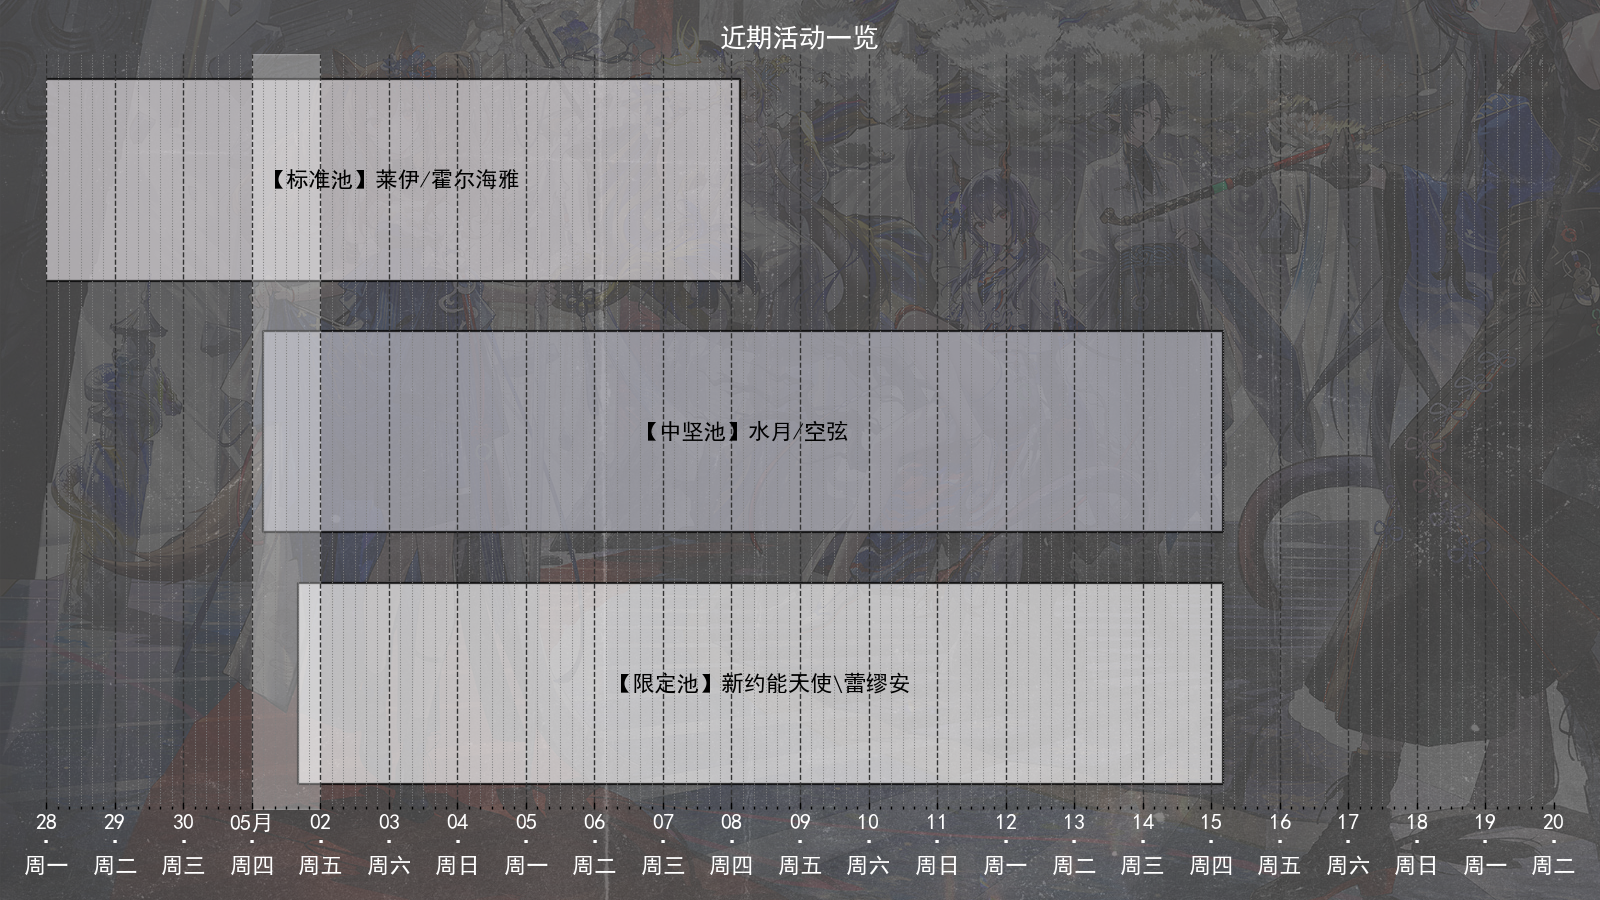 近期活动一览
【标准池】莱伊/霍尔海雅
【中坚池】水月/空弦
【限定池】新约能天使\蕾缪安
28 29 30 05月 02 03 04 05 06 07 08 09 10 11 12 13 14 15 16 17 18 19 20
周一 周二 周三 周四 周五 周六 周日 周一 周二 周三 周四 周五 周六 周日 周一 周二 周三 周四 周五 周六 周日 周一 周二